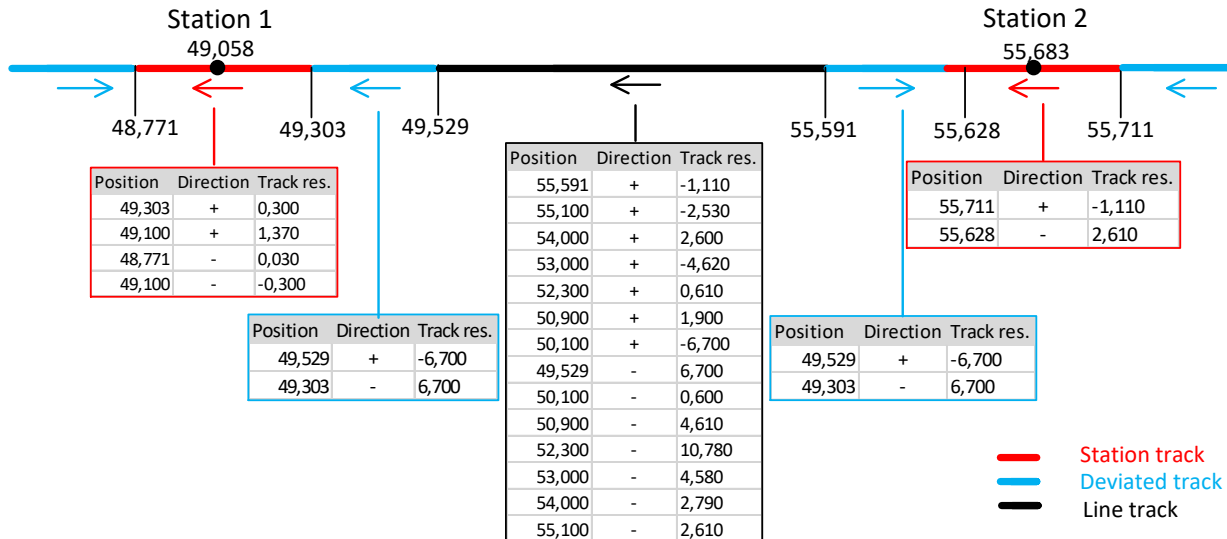 Station 1
49,058
Station 2
55,683
48,771
49,303
49,529
55,591
55,628
55,711
Position Direction Track res.
49,303 + 0,300
49,100 + 1,370
48,771 - 0,030
49,100 - -0,300
Position Direction Track res.
49,529 + -6,700
49,303 - 6,700
Position Direction Track res.
55,591 + -1,110
55,100 + -2,530
54,000 + 2,600
53,000 + -4,620
52,300 + 0,610
50,900 + 1,900
50,100 + -6,700
49,529 - 6,700
50,100 - 0,600
50,900 - 4,610
52,300 - 10,780
53,000 - 4,580
54,000 - 2,790
55,100 - 2,610
Position Direction Track res.
55,711 + -1,110
55,628 - 2,610
Position Direction Track res.
49,529 + -6,700
49,303 - 6,700
Station track
Deviated track
Line track